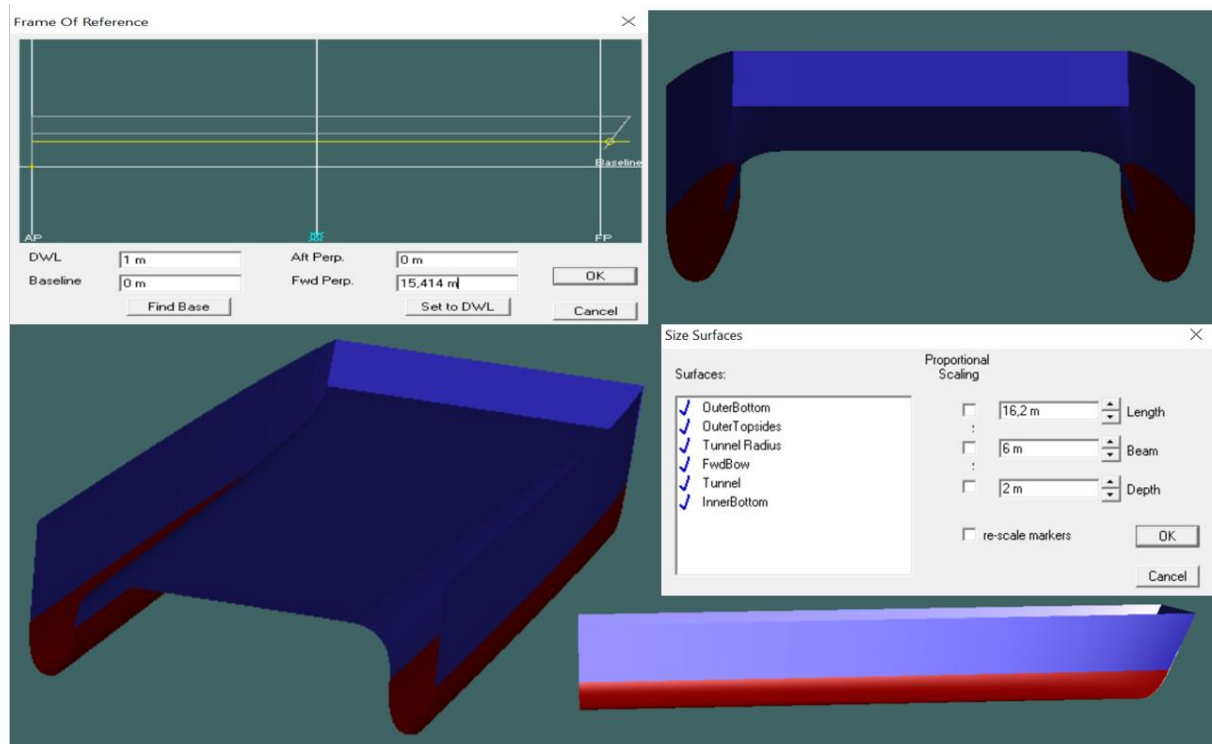 Frame Of Reference
Baseline
AP
FP
DWL 1 m Aft Perp. 0 m
Baseline 0 m Fwd Perp. 15,414 m
OK
Find Base Set to DWL Cancel
Size Surfaces
Surfaces:
Proportional
Scaling
OuterBottom
OuterTopsides
Tunnel Radius
FwdBow
Tunnel
InnerBottom
16,2 m Length
:
6 m Beam
:
2 m Depth
re-scale markers OK
Cancel